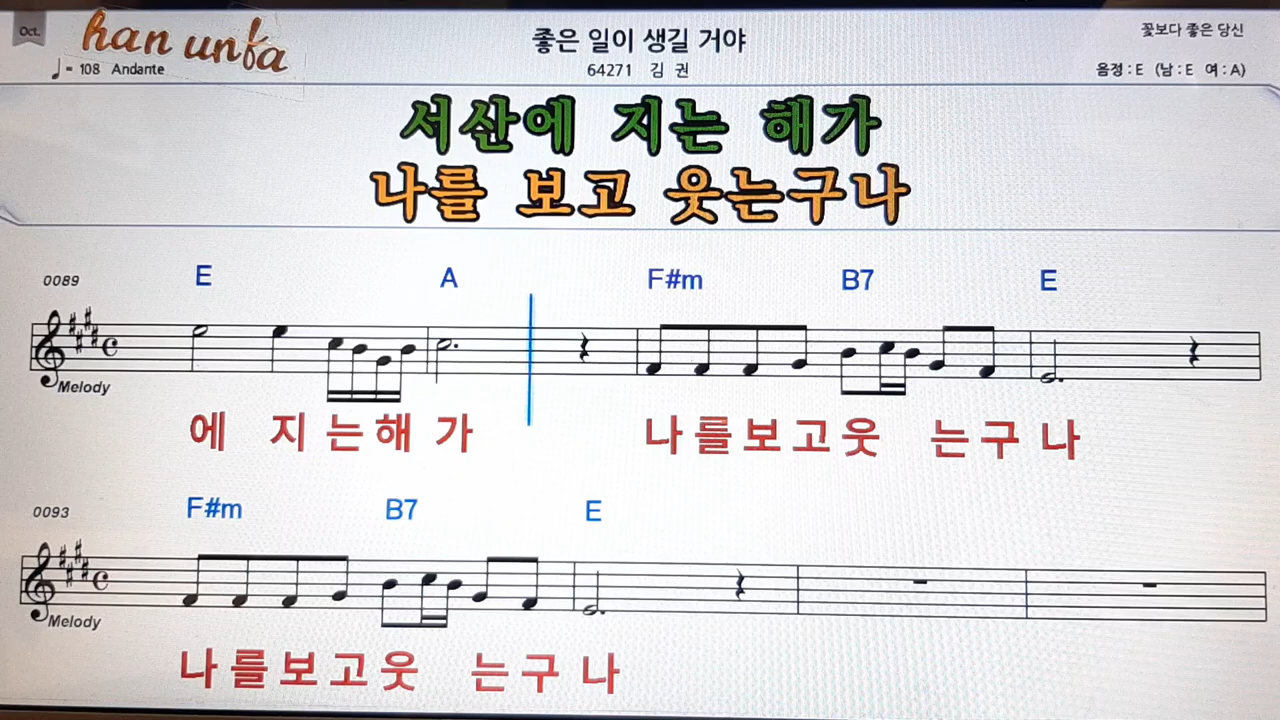 Oct.
han unfa
좋은 일이 생길 거야
꽃보다 좋은 당신
♩= 108 Andante
64271 김 권
음정 : E (남 : E 여 : A)
서산에 지는 해가
나를 보고 웃는구나
0089 E A F#m B7 E
Melody
에 지 는 해 가 나 를 보 고 웃 는 구 나
0093 F#m B7 E
Melody
나 를 보 고 웃 는 구 나